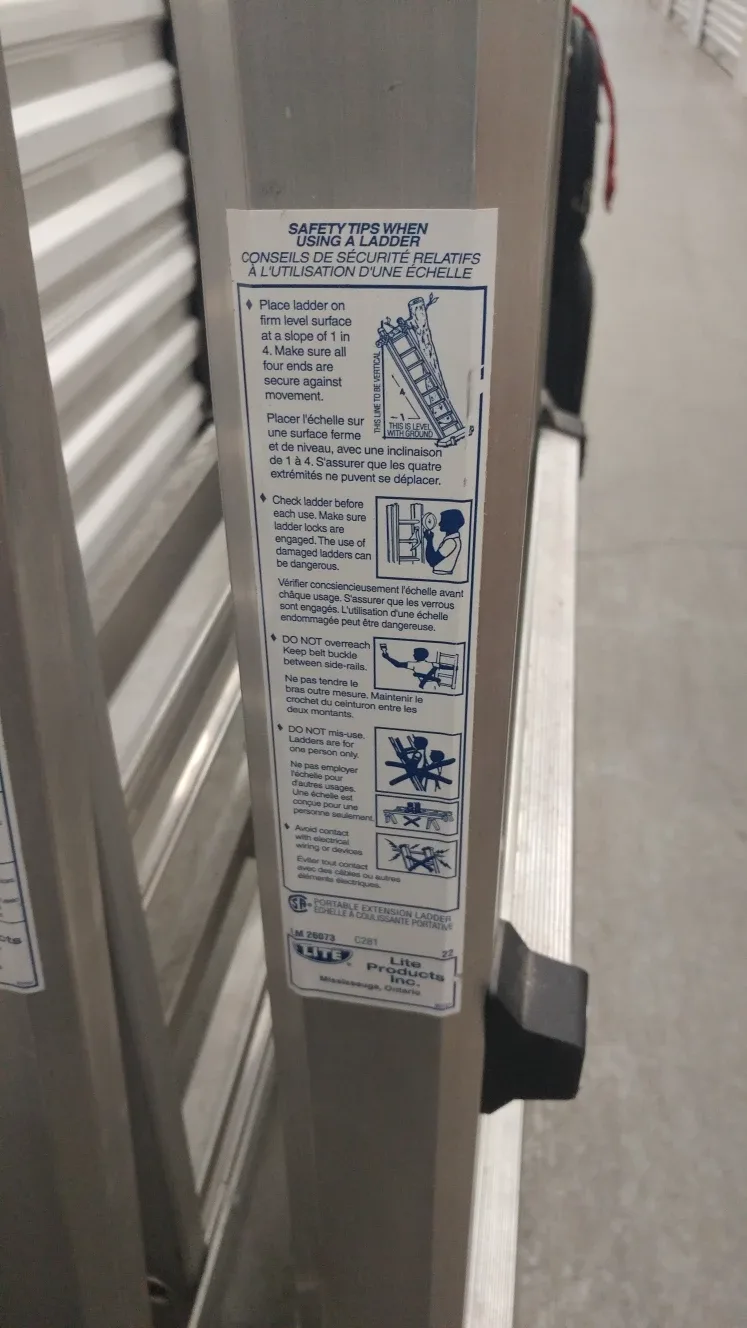 SAFETY TIPS WHEN
USING A LADDER
CONSEILS DE SÉCURITÉ RELATIFS
À L'UTILISATION D'UNE ÉCHELLE
♦ Place ladder on
firm level surface
at a slope of 1 in
4. Make sure all
four ends are
secure against
movement.
THIS LINE TO BE VERTICAL
4
1
THIS IS LEVEL
WITH GROUND
Placer l'échelle sur
une surface ferme
et de niveau, avec une inclinaison
de 1 à 4. S'assurer que les quatre
extrémités ne puvent se déplacer.
♦ Check ladder before
each use. Make sure
ladder locks are
engaged. The use of
damaged ladders can
be dangerous.
Vérifier concsiencieusement l'échelle avant
châque usage. S'assurer que les verrous
sont engagés. L'utilisation d'une échelle
endommagée peut être dangereuse.
♦ DO NOT overreach
Keep belt buckle
between side-rails.
Ne pas tendre le
bras outre mesure. Maintenir le
crochet du ceinturon entre les
deux montants.
♦ DO NOT mis-use.
Ladders are for
one person only.
Ne pas employer
l'échelle pour
d'autres usages.
Une échelle est
conçue pour une
personne seulement.
♦ Avoid contact
with electrical
wiring or devices
Éviter tout contact
avec des câbles ou autres
éléments électriques.
PORTABLE EXTENSION LADDER
ÉCHELLE À COULISSANTE PORTATIVE
LM 26073 C281 22
LITE
Lite
Products
Inc.
Mississauga, Ontario